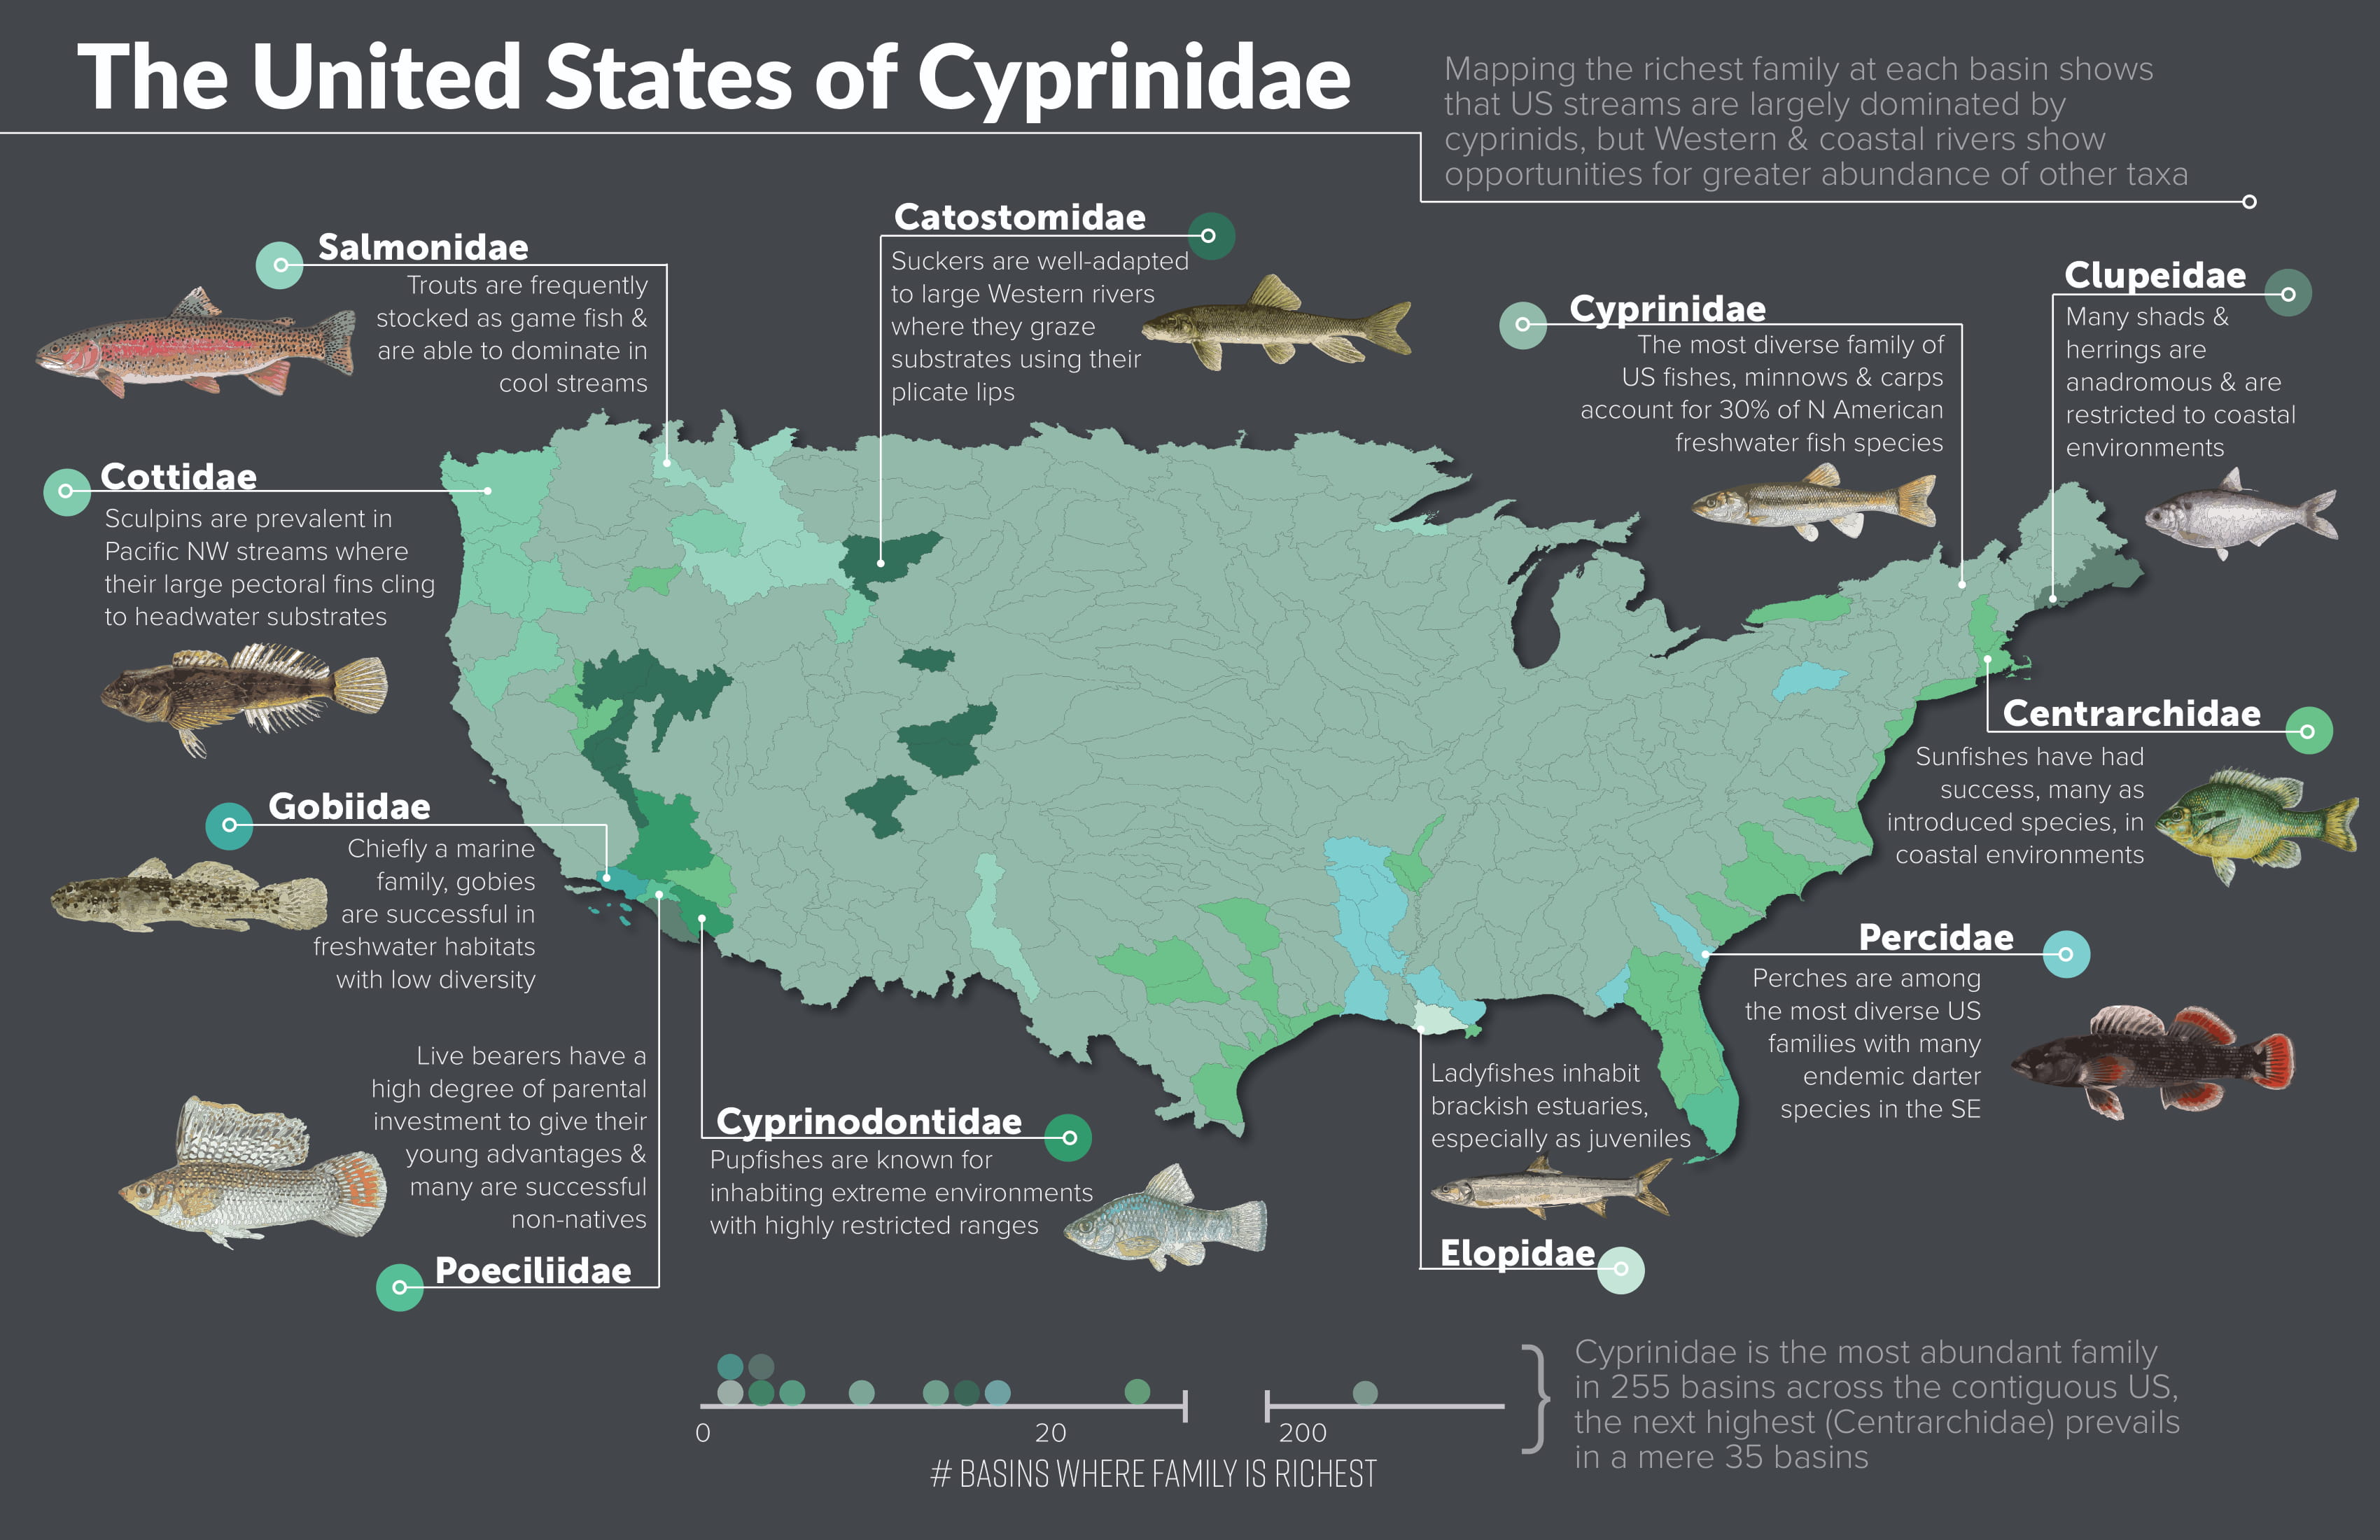 The United States of Cyprinidae
Mapping the richest family at each basin shows
that US streams are largely dominated by
cyprinids, but Western & coastal rivers show
opportunities for greater abundance of other taxa
Salmonidae
Trouts are frequently
stocked as game fish &
are able to dominate in
cool streams
Catostomidae
Suckers are well-adapted
to large Western rivers
where they graze
substrates using their
plicate lips
Cyprinidae
The most diverse family of
US fishes, minnows & carps
account for 30% of N American
freshwater fish species
Clupeidae
Many shads &
herrings are
anadromous & are
restricted to coastal
environments
Cottidae
Sculpins are prevalent in
Pacific NW streams where
their large pectoral fins cling
to headwater substrates
Centrarchidae
Sunfishes have had
success, many as
introduced species, in
coastal environments
Gobiidae
Chiefly a marine
family, gobies
are successful in
freshwater habitats
with low diversity
Percidae
Perches are among
the most diverse US
families with many
endemic darter
species in the SE
Live bearers have a
high degree of parental
investment to give their
young advantages &
many are successful
non-natives
Poeciliidae
Cyprinodontidae
Pupfishes are known for
inhabiting extreme environments
with highly restricted ranges
Ladyfishes inhabit
brackish estuaries,
especially as juveniles
Elopidae
0
20
200
# BASINS WHERE FAMILY IS RICHEST
Cyprinidae is the most abundant family
in 255 basins across the contiguous US,
the next highest (Centrarchidae) prevails
in a mere 35 basins